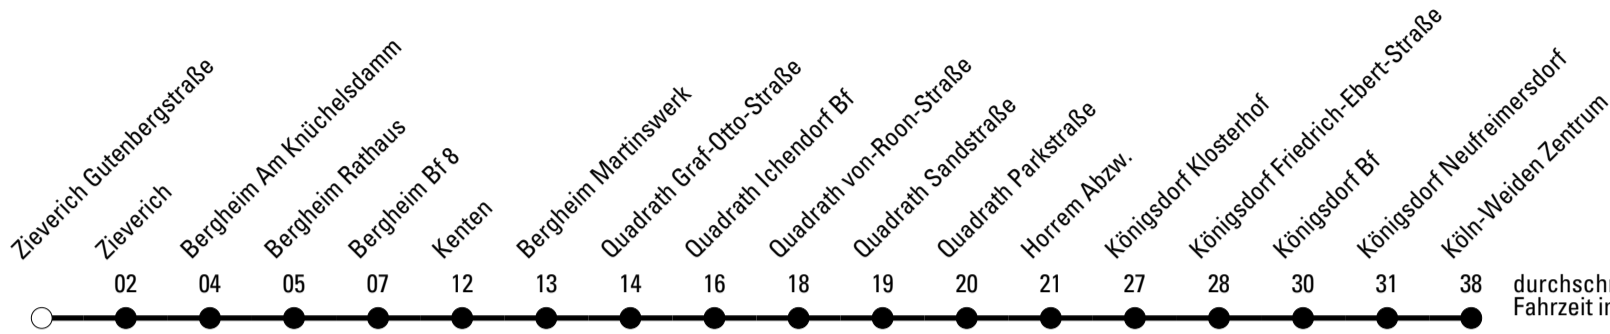 Zieverich Gutenbergstraße
Zieverich
Bergheim Am Knüchelsdamm
Bergheim Rathaus
Bergheim Bf 8
Kenten
Bergheim Martinswerk
Quadrath Graf-Otto-Straße
Quadrath Ichendorf Bf
Quadrath von-Roon-Straße
Quadrath Sandstraße
Quadrath Parkstraße
Horrem Abzw.
Königsdorf Klosterhof
Königsdorf Friedrich-Ebert-Straße
Königsdorf Bf
Königsdorf Neufreimersdorf
Köln-Weiden Zentrum
02 04 05 07 12 13 14 16 18 19 20 21 27 28 30 31 38
Fahrzeit